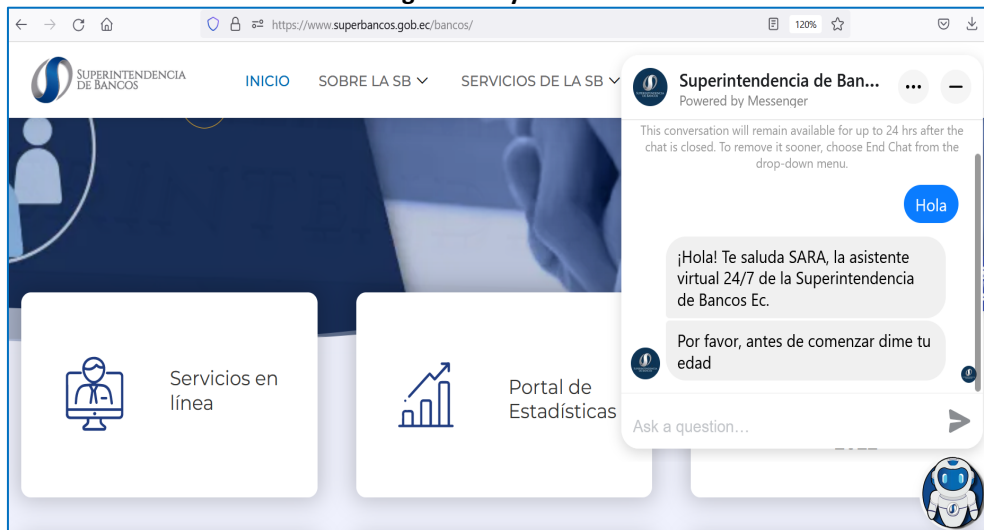 https://www.superbancos.gob.ec/bancos/
120%
SUPERINTENDENCIA
DE BANCOS
INICIO
SOBRE LA SB
SERVICIOS DE LA SB
Superintendencia de Ban...
Powered by Messenger
This conversation will remain available for up to 24 hrs after the
chat is closed. To remove it sooner, choose End Chat from the
drop-down menu.
Hola
¡Hola! Te saluda SARA, la asistente
virtual 24/7 de la Superintendencia
de Bancos Ec.
Por favor, antes de comenzar dime tu
edad
Ask a question...
Servicios en
línea
Portal de
Estadísticas